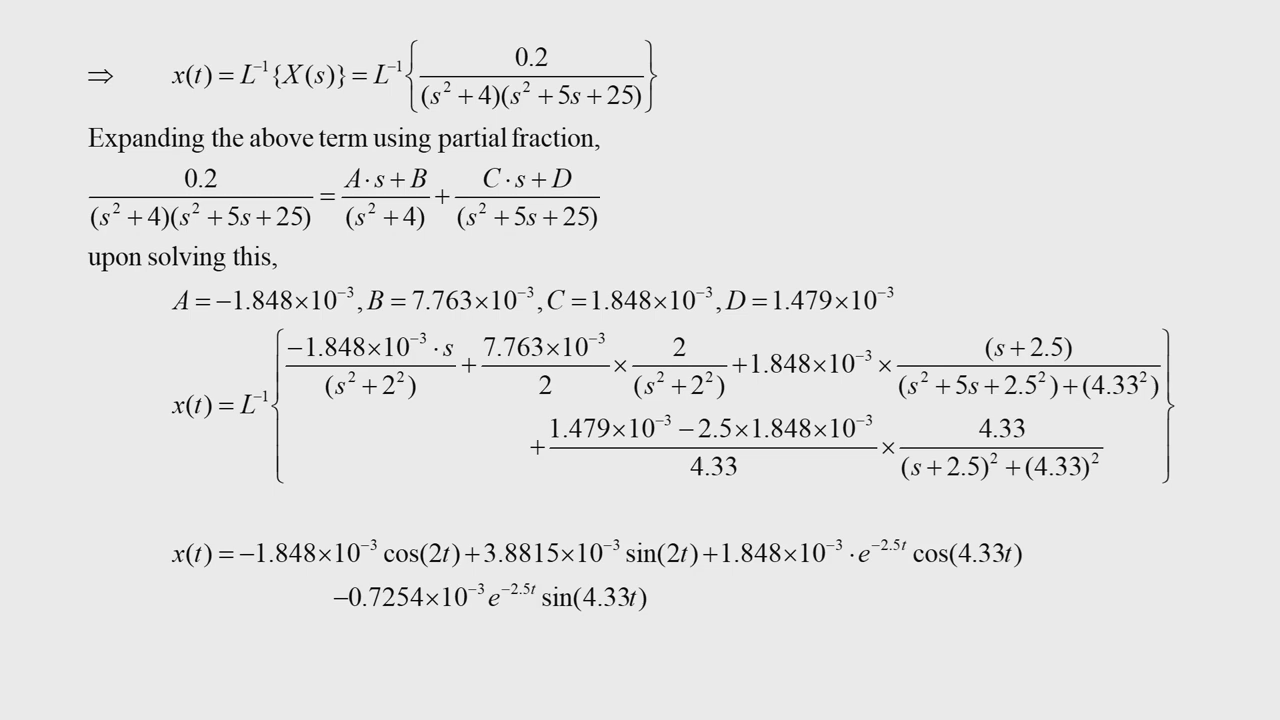 ⇒ x(t) = L⁻¹{X(s)} = L⁻¹{ 0.2 / (s² + 4)(s² + 5s + 25) }
Expanding the above term using partial fraction,
0.2 / (s² + 4)(s² + 5s + 25) = A·s + B / (s² + 4) + C·s + D / (s² + 5s + 25)
upon solving this,
A = −1.848×10⁻³, B = 7.763×10⁻³, C = 1.848×10⁻³, D = 1.479×10⁻³
x(t) = L⁻¹{ −1.848×10⁻³·s / (s² + 2²) + 7.763×10⁻³ / 2 × 2 / (s² + 2²) + 1.848×10⁻³ × (s + 2.5) / (s² + 5s + 2.5²) + (4.33²)
+ 1.479×10⁻³ − 2.5×1.848×10⁻³ / 4.33 × 4.33 / (s + 2.5)² + (4.33)² }
x(t) = −1.848×10⁻³ cos(2t) + 3.8815×10⁻³ sin(2t) + 1.848×10⁻³·e⁻²·⁵ᵗ cos(4.33t)
−0.7254×10⁻³ e⁻²·⁵ᵗ sin(4.33t)